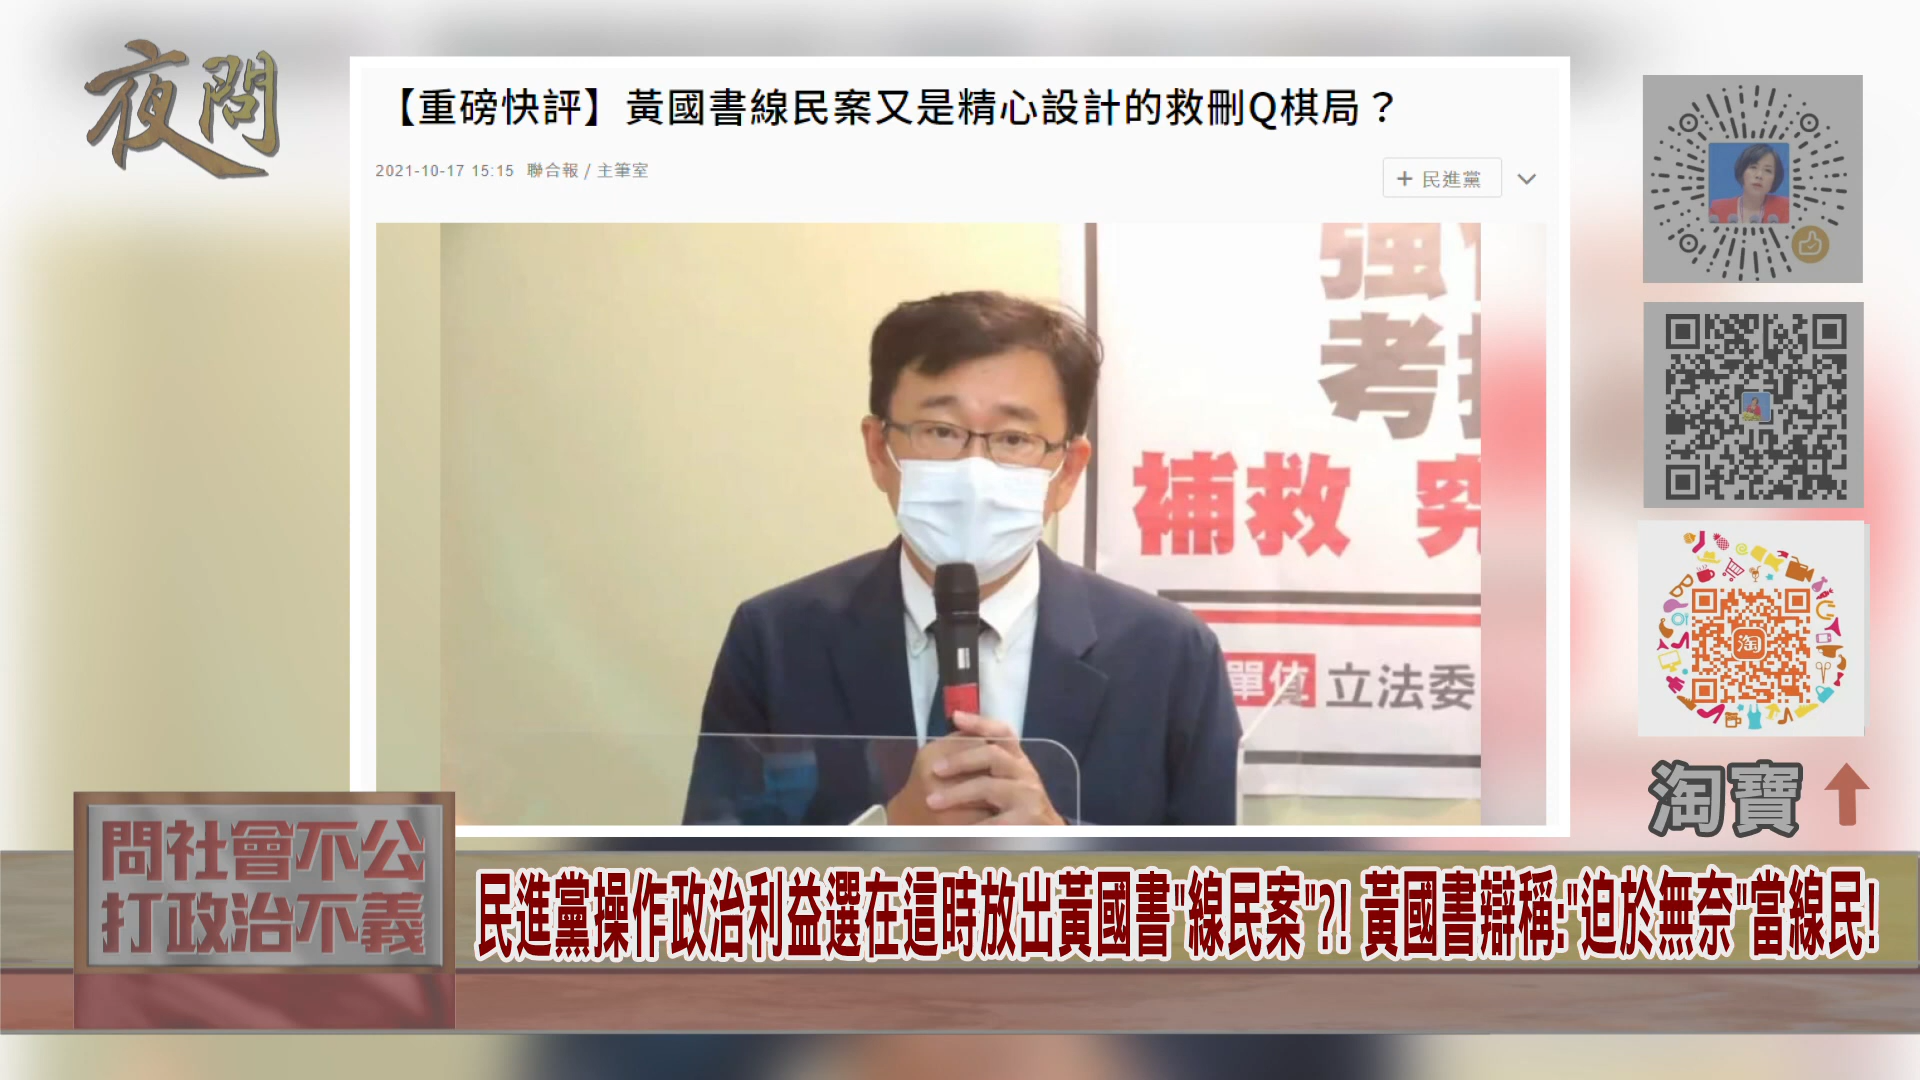 夜問
【重磅快評】黃國書線民案又是精心設計的救刪Q棋局？
2021-10-17 15:15 聯合報 / 主筆室
+ 民進黨
考
補救 究
立法委
淘
淘寶
問社會不公
打政治不義
民進黨操作政治利益選在這時放出黃國書"線民案"?! 黃國書辯稱:"迫於無奈"當線民!